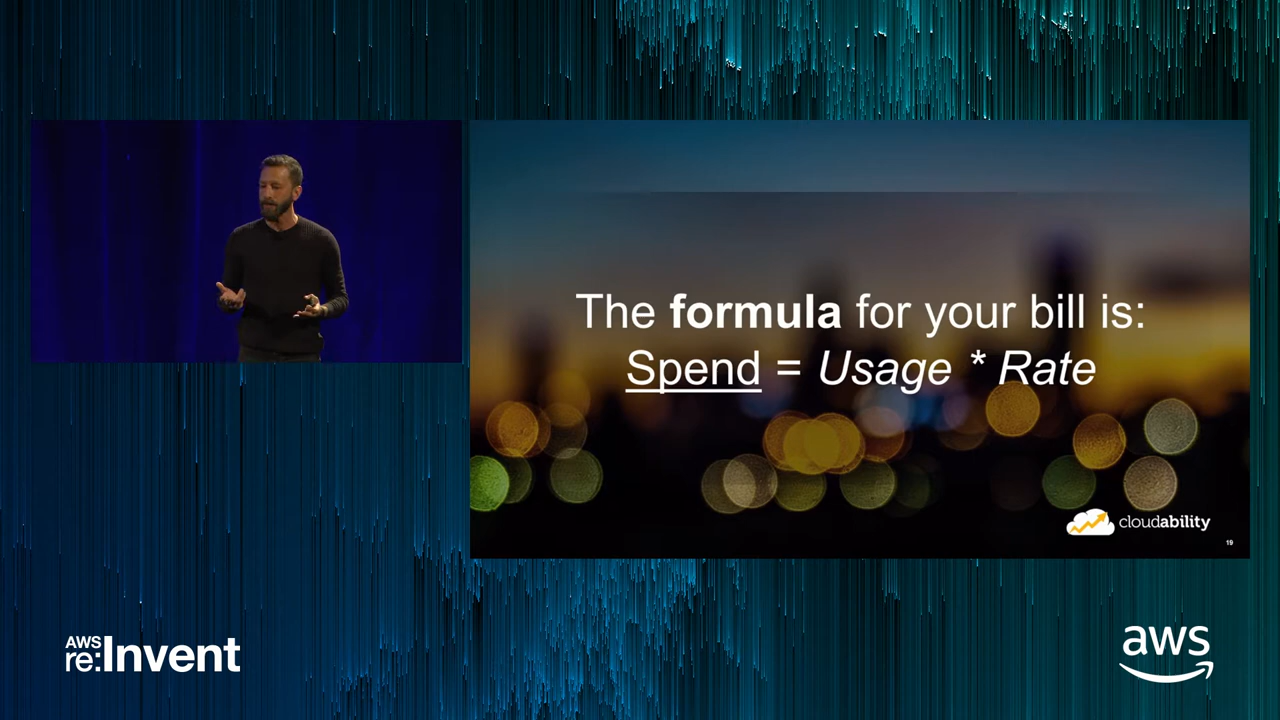 The formula for your bill is:
Spend = Usage * Rate
cloudability
19
AWS
re:Invent
aws